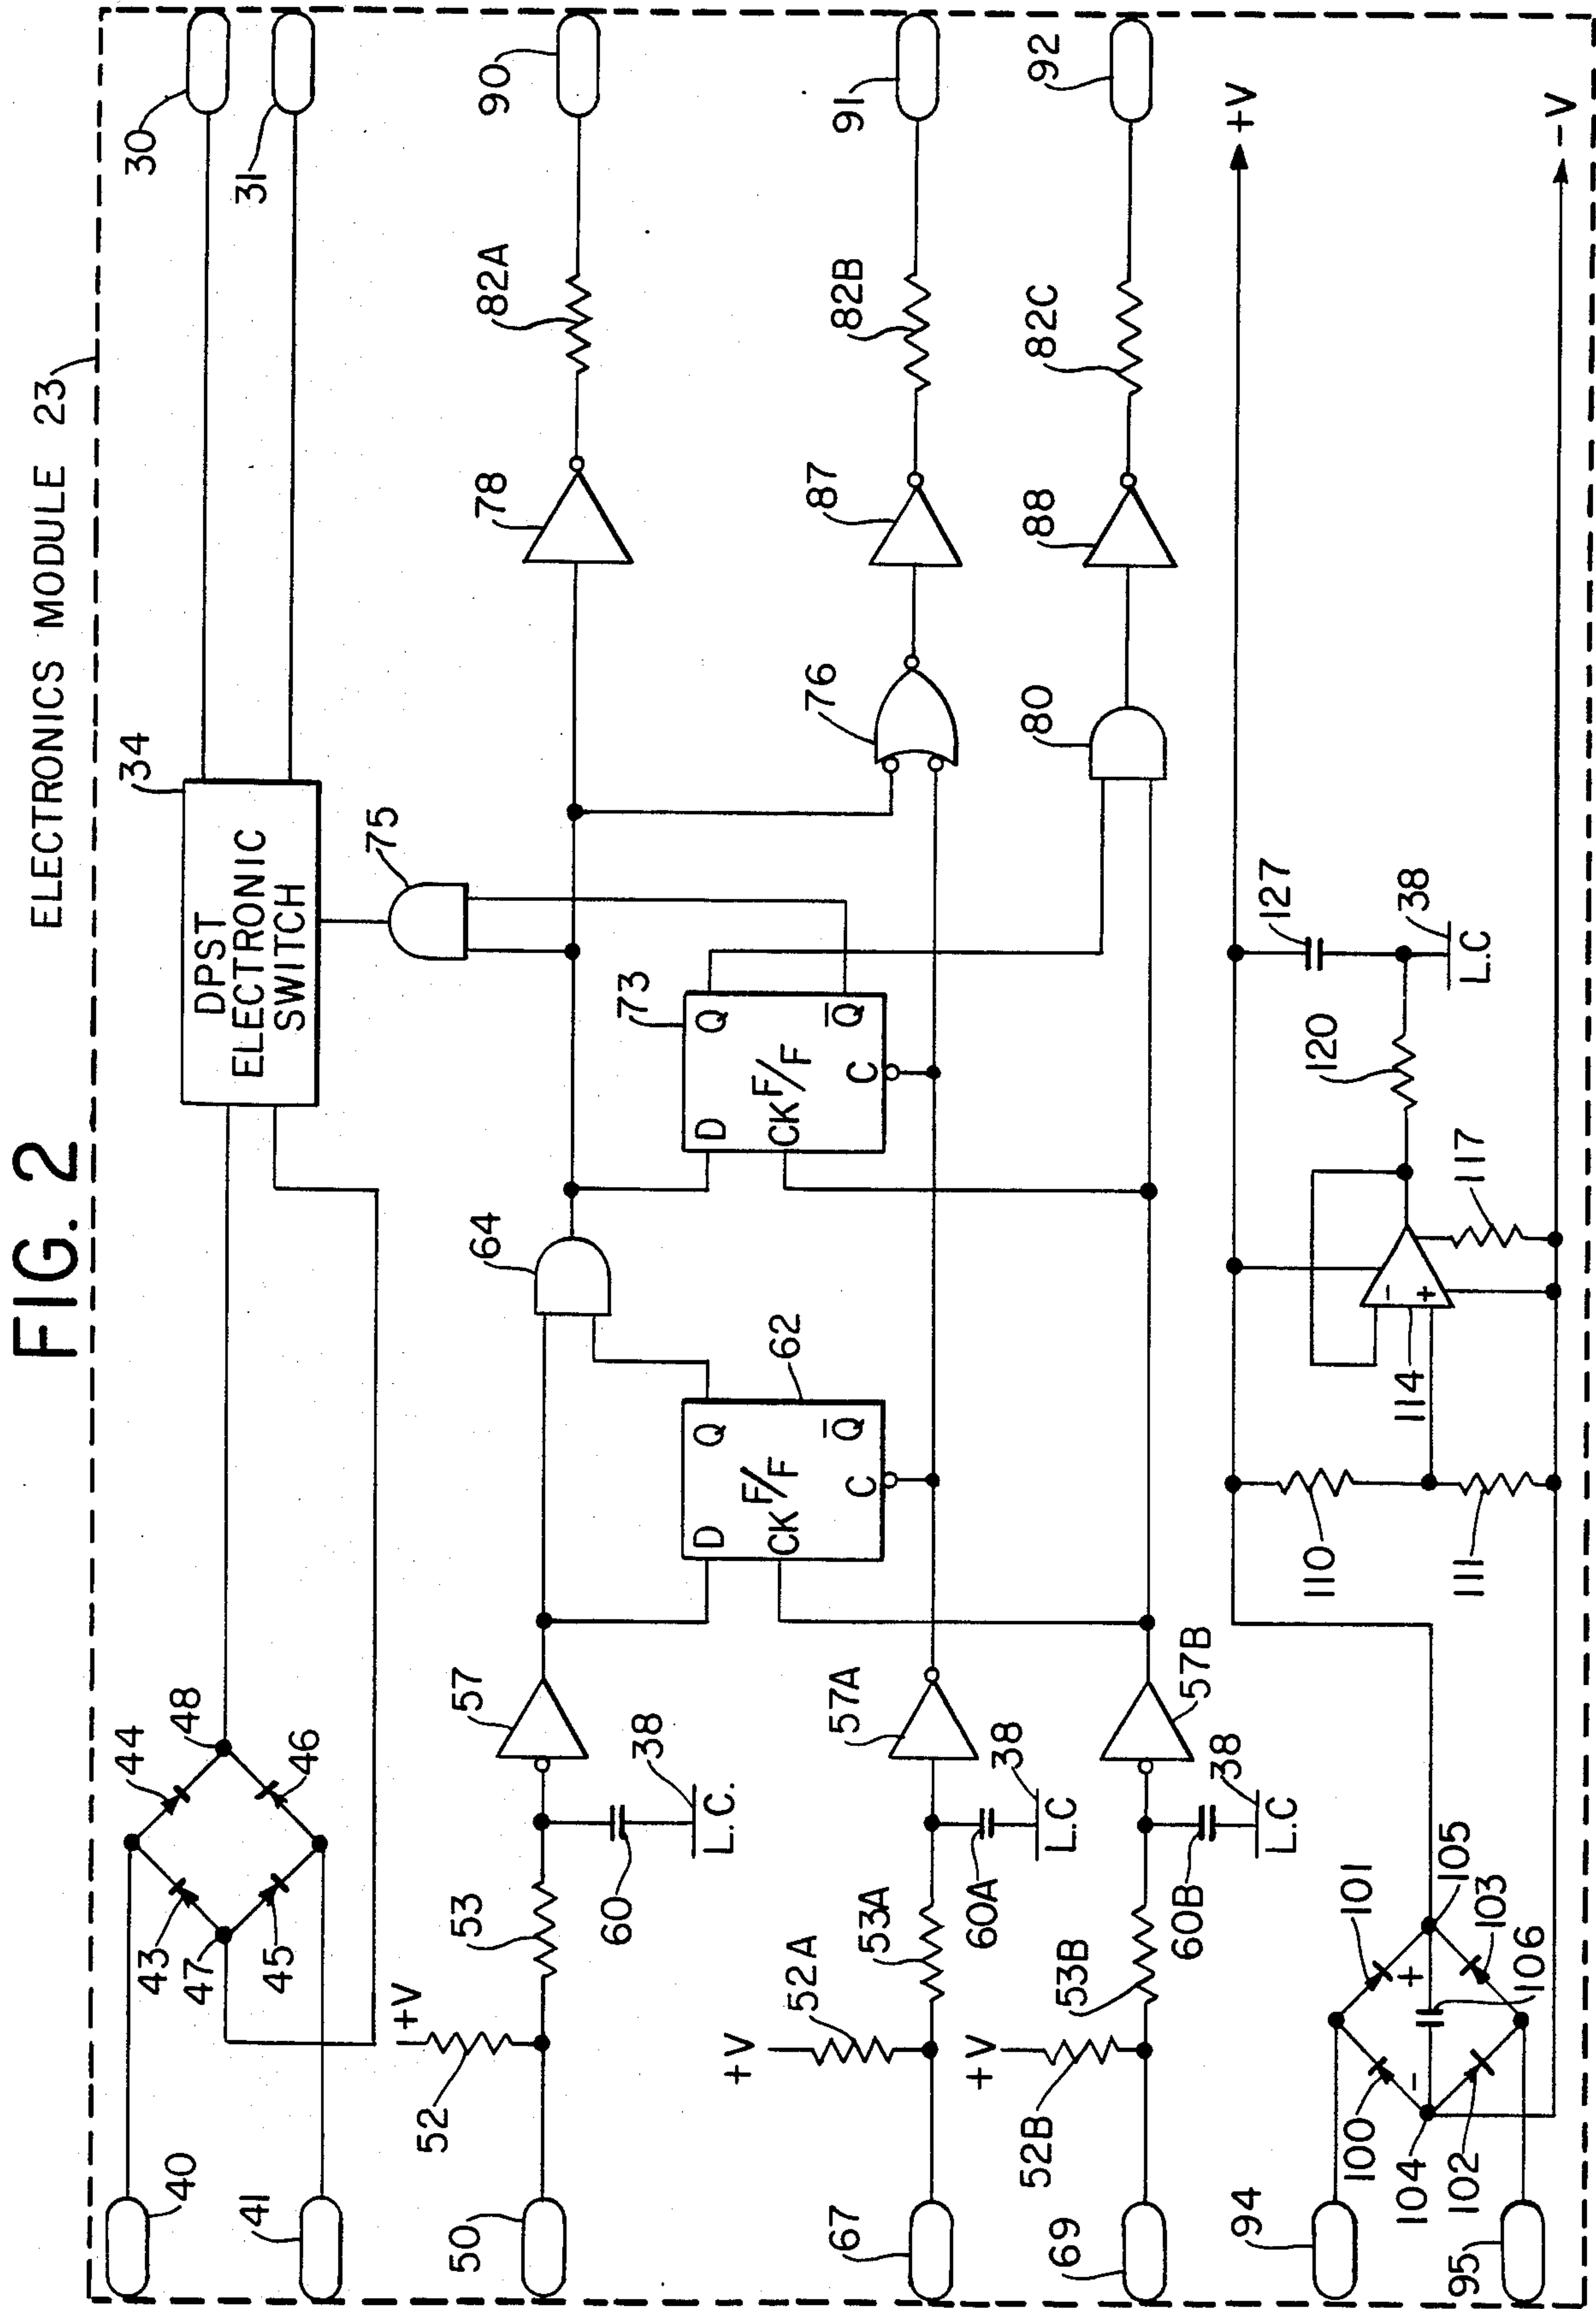 FIG. 2
ELECTRONICS MODULE 23
40
41
44
48
43
47
46
45
34
DPST
ELECTRONIC
SWITCH
30
31
50
52
+V
53
60
38
L.C.
57
64
75
78
82A
90
D
Q
CK
F/F
C
Q̅
62
D
Q
CK
F/F
C
Q̅
73
67
+V
52A
53A
60A
38
L.C
57A
76
87
82B
91
69
+V
52B
53B
60B
38
L.C
57B
80
88
82C
92
94
95
100
101
102
103
104
105
106
+
-
110
111
114
-
+
117
120
127
38
L.C
+V
-V